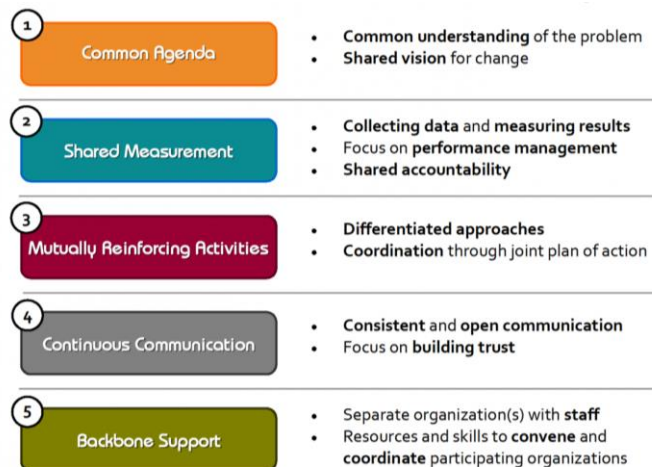 1
Common Agenda
• Common understanding of the problem
• Shared vision for change
2
Shared Measurement
• Collecting data and measuring results
• Focus on performance management
• Shared accountability
3
Mutually Reinforcing Activities
• Differentiated approaches
• Coordination through joint plan of action
4
Continuous Communication
• Consistent and open communication
• Focus on building trust
5
Backbone Support
• Separate organization(s) with staff
• Resources and skills to convene and
coordinate participating organizations